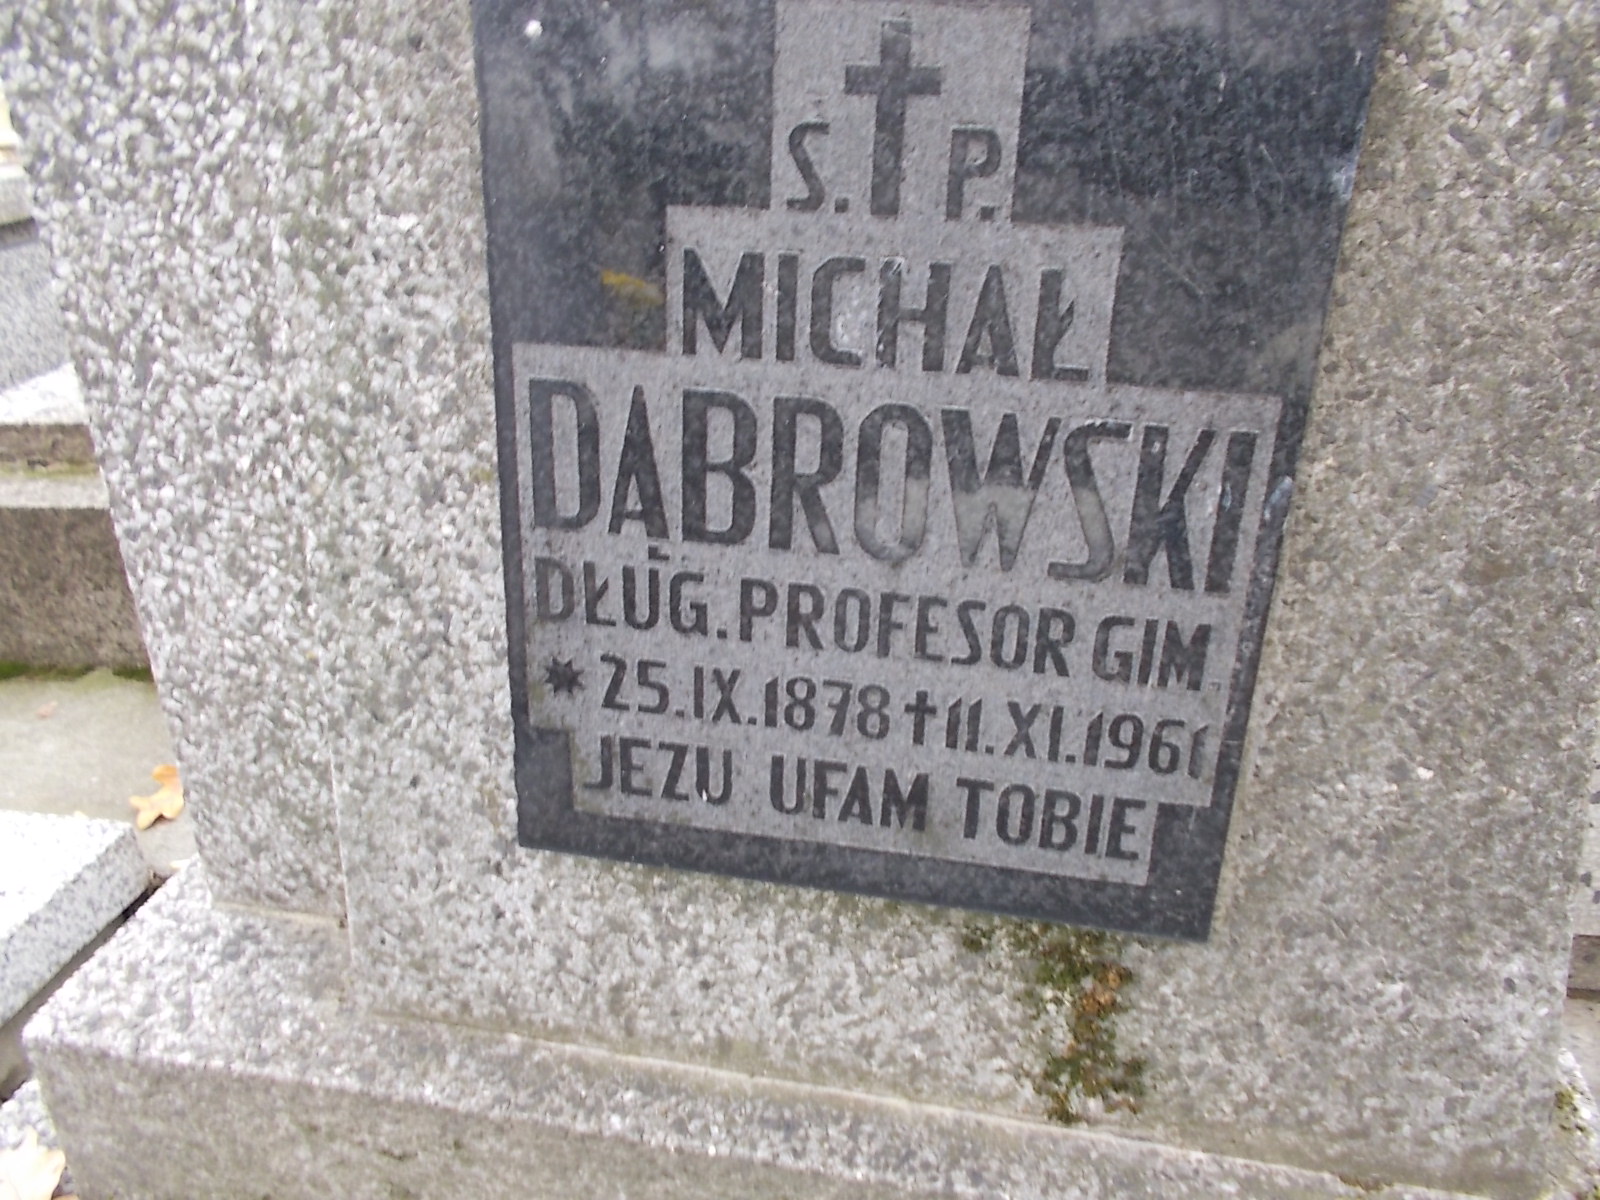 Ś. † P.
MICHAŁ
DĄBROWSKI
DŁUG. PROFESOR GIM.
* 25.IX.1878 † 11.XI.1961
JEZU UFAM TOBIE